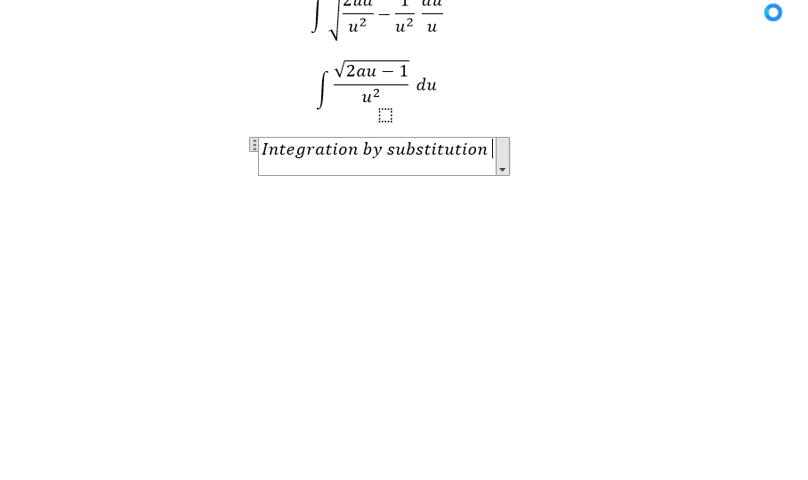 ∫ √(2au/u² − 1/u²) du/u
∫ √(2au − 1)/u² du
Integration by substitution